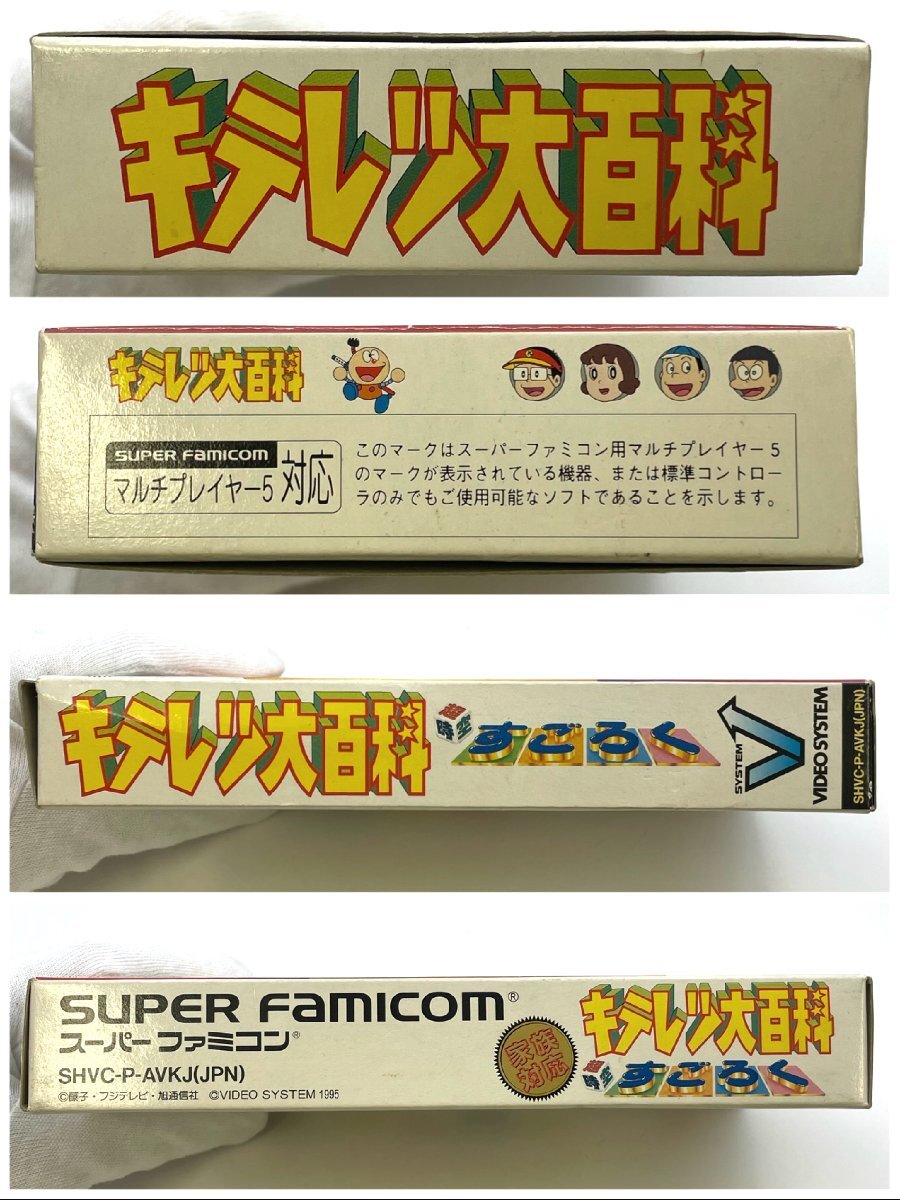 キテレツ大百科
キテレツ大百科
SUPER FAMICOM
マルチプレイヤー5 対応
このマークはスーパーファミコン用マルチプレイヤー5
のマークが表示されている機器、または標準コントロー
ラのみでもご使用可能なソフトであることを示します。
キテレツ大百科
超時空
すごろく
SYSTEM
VIDEO SYSTEM
SHVC-P-AVKJ(JPN)
SUPER FAMICOM®
スーパーファミコン®
SHVC-P-AVKJ(JPN)
©藤子・フジテレビ・旭通信社 ©VIDEO SYSTEM 1995
家族
対応
キテレツ大百科
超時空
すごろく